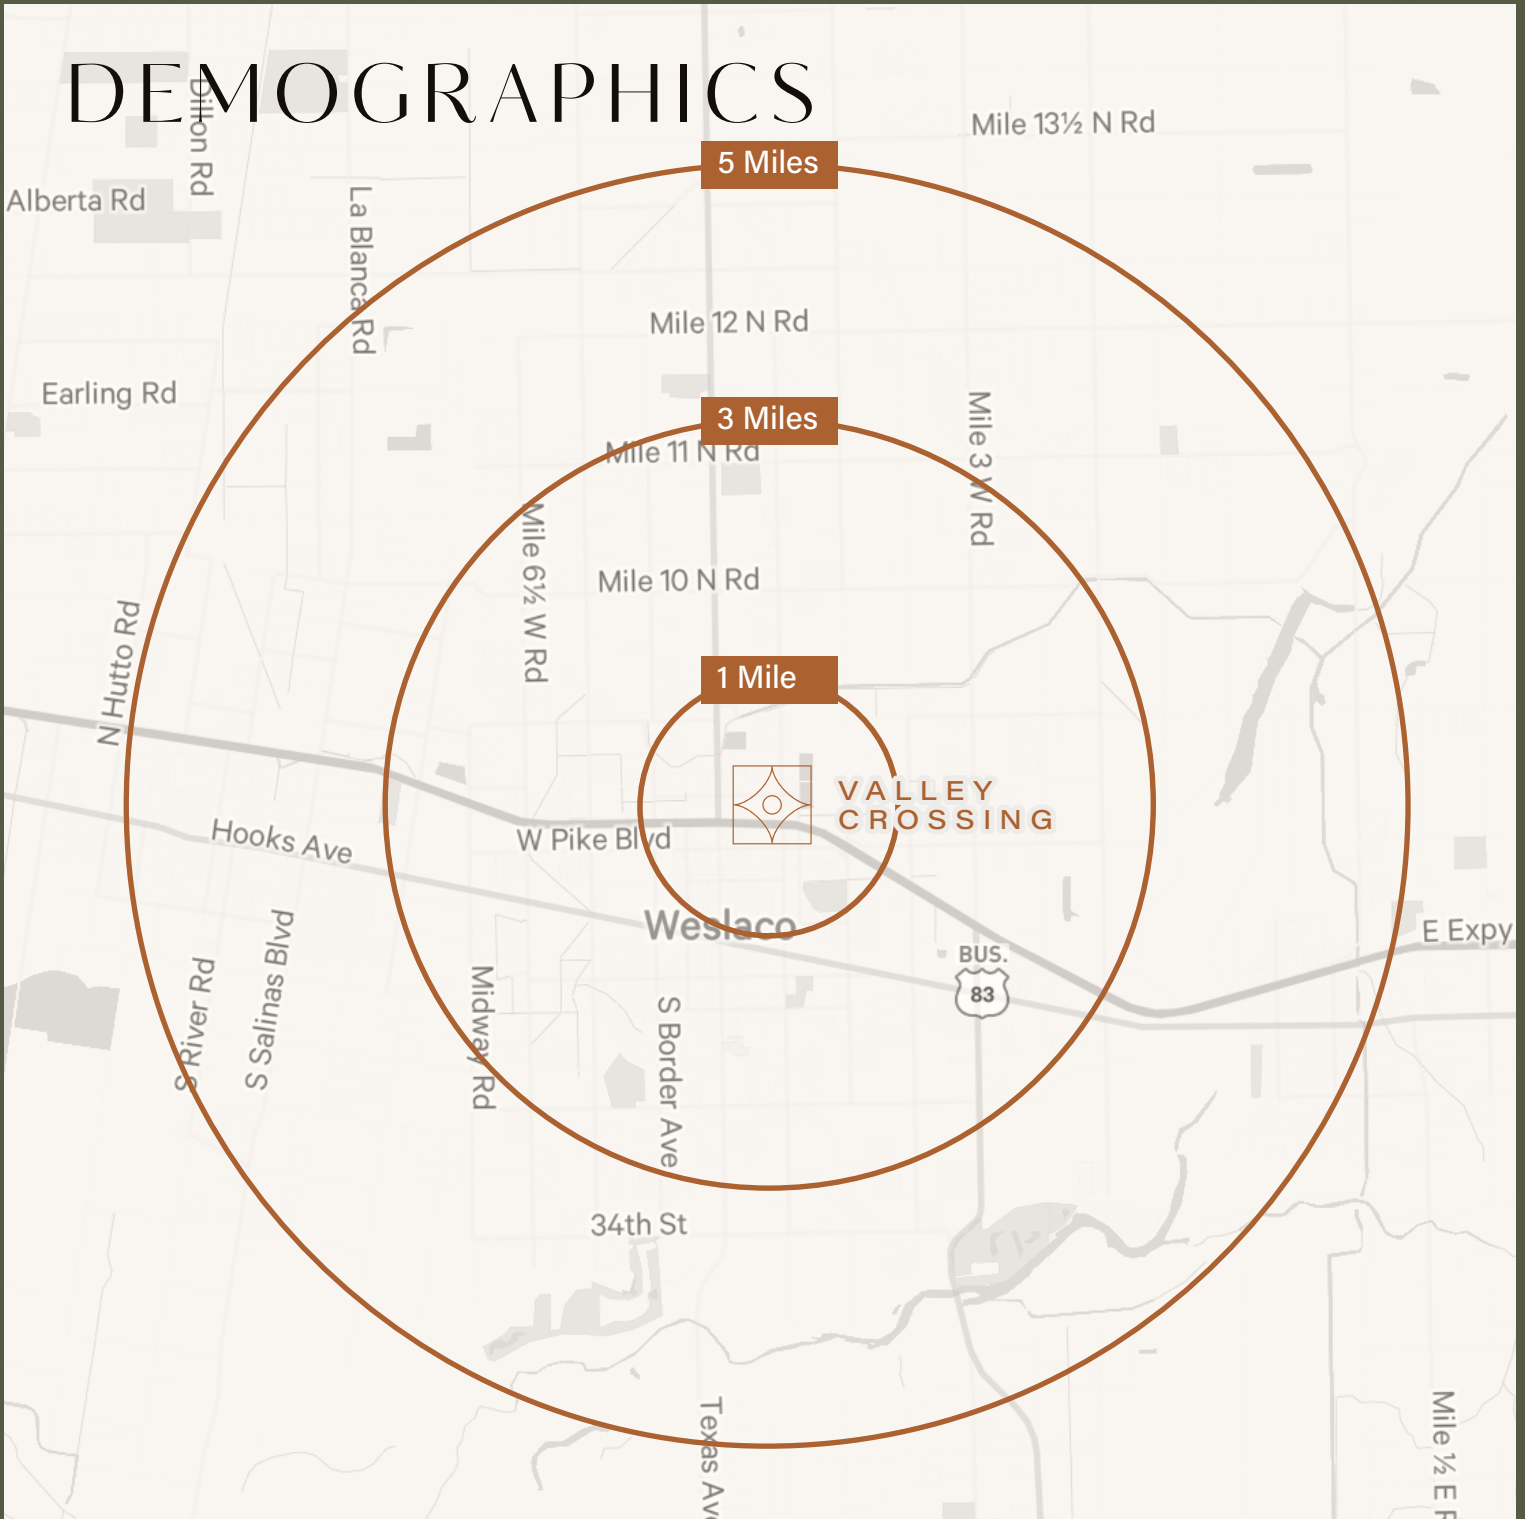 DEMOGRAPHICS
Dillon Rd
Mile 13½ N Rd
5 Miles
Alberta Rd
La Blanca Rd
Mile 12 N Rd
Earling Rd
3 Miles
Mile 3 W Rd
Mile 11 N Rd
Mile 6½ W Rd
Mile 10 N Rd
N Hutto Rd
1 Mile
VALLEY
CROSSING
Hooks Ave
W Pike Blvd
Weslaco
E Expy
S Salinas Blvd
BUS.
83
S River Rd
Midway Rd
S Border Ave
34th St
Texas Ave
Mile ½ E R